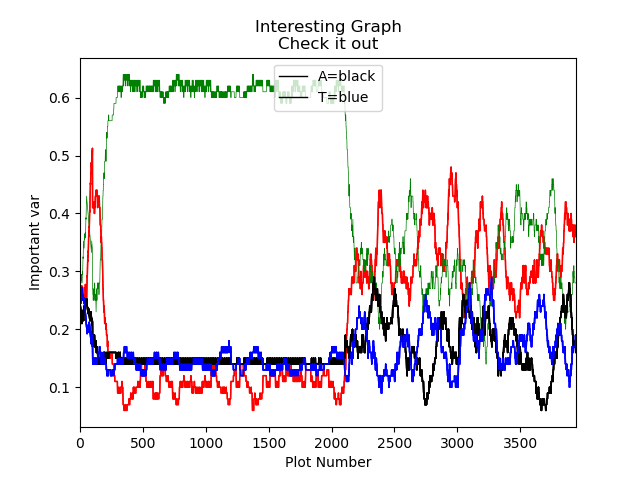 Interesting Graph
Check it out
A=black
T=blue
0.6
0.5
0.4
0.3
0.2
0.1
Important var
0 500 1000 1500 2000 2500 3000 3500
Plot Number